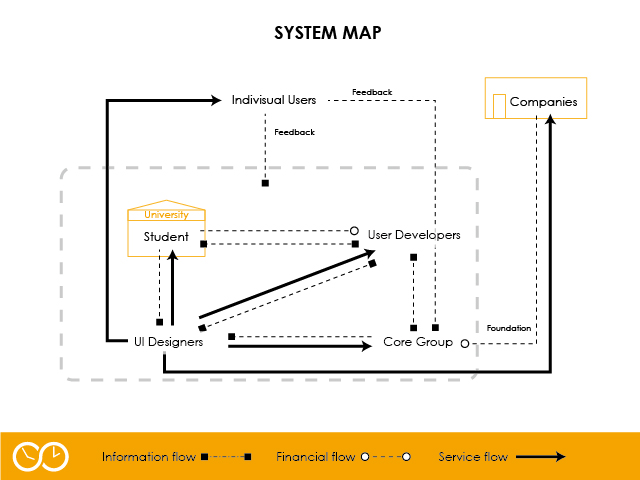 SYSTEM MAP
Feedback
Indivisual Users
Companies
Feedback
University
Student
User Developers
Foundation
UI Designers
Core Group
Information flow
Financial flow
Service flow